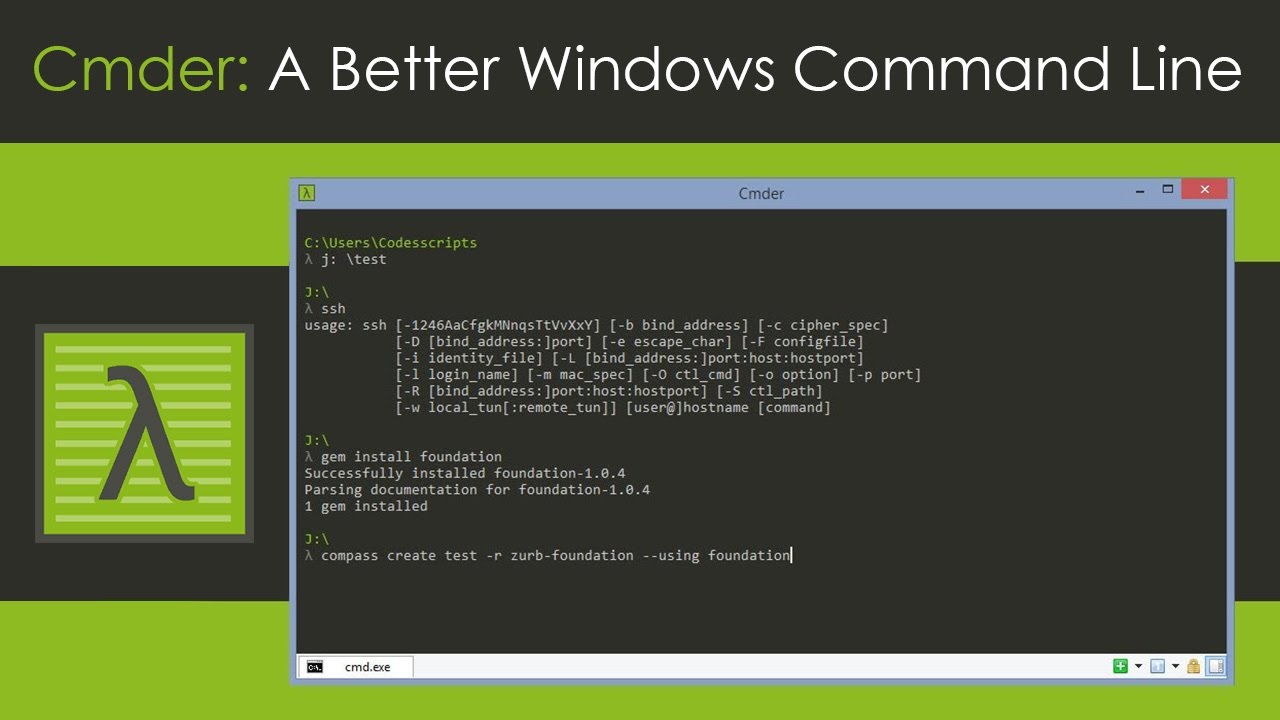 Cmder: A Better Windows Command Line
λ
λ
Cmder
C:\Users\Codesscripts
λ j: \test
J:\
λ ssh
usage: ssh [-1246AaCfgkMNnqsTtVvXxY] [-b bind_address] [-c cipher_spec]
[-D [bind_address:]port] [-e escape_char] [-F configfile]
[-i identity_file] [-L [bind_address:]port:host:hostport]
[-l login_name] [-m mac_spec] [-O ctl_cmd] [-o option] [-p port]
[-R [bind_address:]port:host:hostport] [-S ctl_path]
[-w local_tun[:remote_tun]] [user@]hostname [command]
J:\
λ gem install foundation
Successfully installed foundation-1.0.4
Parsing documentation for foundation-1.0.4
1 gem installed
J:\
λ compass create test -r zurb-foundation --using foundation
C:\. cmd.exe